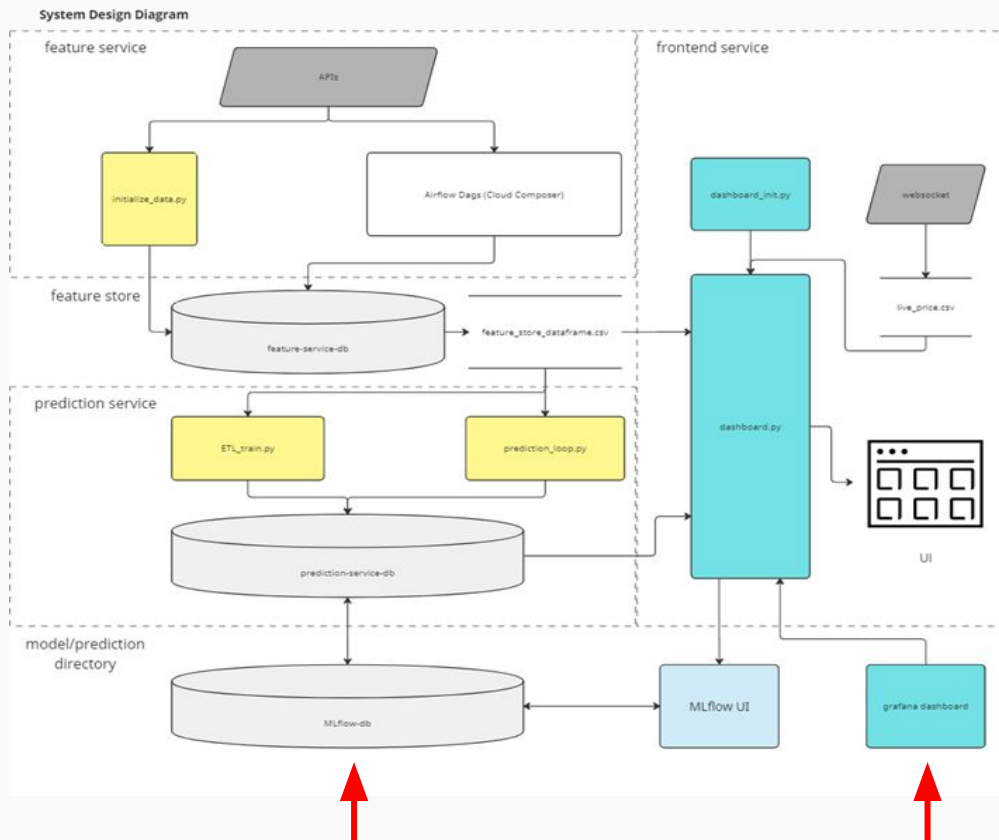 System Design Diagram
feature service
frontend service
APIs
initialize_data.py
Airflow Dags (Cloud Composer)
dashboard_init.py
websocket
feature store
live_price.csv
feature_store_dataframe.csv
feature-service-db
prediction service
ETL_train.py
prediction_loop.py
dashboard.py
UI
prediction-service-db
model/prediction
directory
MLflow-db
MLflow UI
grafana dashboard